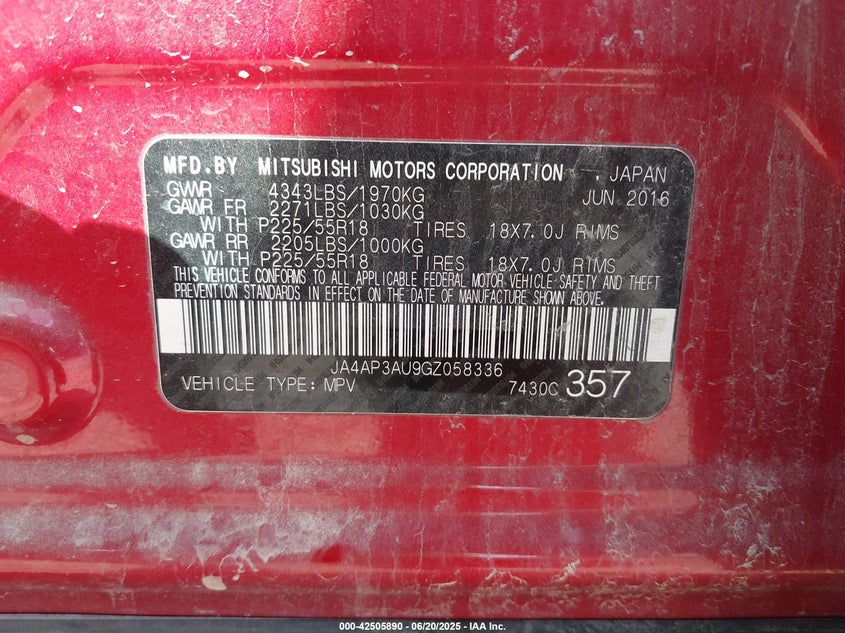 MFD.BY MITSUBISHI MOTORS CORPORATION , JAPAN
GVWR 4343LBS/1970KG JUN 2016
GAWR FR 2271LBS/1030KG
WITH P225/55R18 TIRES 18X7.0J RIMS
GAWR RR 2205LBS/1000KG
WITH P225/55R18 TIRES 18X7.0J RIMS
THIS VEHICLE CONFORMS TO ALL APPLICABLE FEDERAL MOTOR VEHICLE SAFETY AND THEFT
PREVENTION STANDARDS IN EFFECT ON THE DATE OF MANUFACTURE SHOWN ABOVE.
JA4AP3AU9GZ058336
VEHICLE TYPE: MPV 7430C 357
000-42505890 - 06/20/2025 - IAA Inc.